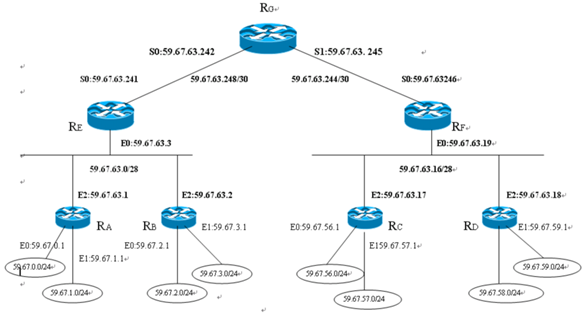 RG
S0:59.67.63.242
S1:59.67.63. 245
S0:59.67.63.241
59.67.63.248/30
59.67.63.244/30
S0:59.67.63246
RE
RF
E0:59.67.63.3
E0:59.67.63.19
59.67.63.0/28
59.67.63.16/28
E2:59.67.63.1
E2:59.67.63.2
E2:59.67.63.17
E2:59.67.63.18
RA
RB
RC
RD
E0:59.67.0.1
E1:59.67.1.1
E0:59.67.2.1
E1:59.67.3.1
E0:59.67.56.1
E159.67.57.1
E1:59.67.59.1
59.67.0.0/24
59.67.1.0/24
59.67.2.0/24
59.67.3.0/24
59.67.56.0/24
59.67.57.0/24
59.67.58.0/24
59.67.59.0/24